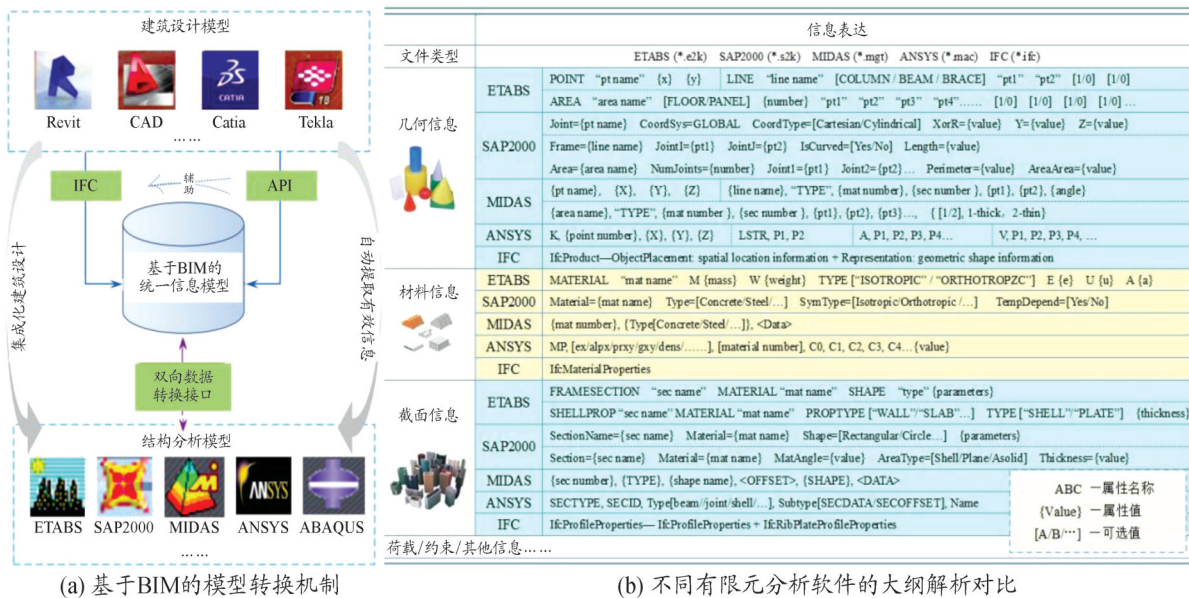 建筑设计模型
Revit CAD Catia Tekla
……
IFC 辅助 API
基于BIM的
统一信息模型
集成化建筑设计
自动提取有效信息
双向数据
转换接口
结构分析模型
ANSYS
ETABS SAP2000 MIDAS ANSYS ABAQUS
……
(a) 基于BIM的模型转换机制
信息表达
文件类型 ETABS (*.e2k) SAP2000 (*.s2k) MIDAS (*.mgt) ANSYS (*.mac) IFC (*.ifc)
几何信息
ETABS POINT “pt name” {x} {y} LINE “line name” [COLUMN / BEAM / BRACE] “pt1” “pt2” [1/0] [1/0]
AREA “area name” [FLOOR/PANEL] {number} “pt1” “pt2” “pt3” “pt4”…… [1/0] [1/0] [1/0] [1/0] …
SAP2000 Joint={pt name} CoordSys=GLOBAL CoordType=[Cartesian/Cylindrical] XorR={value} Y={value} Z={value}
Frame={line name} JointI={pt1} JointJ={pt2} IsCurved=[Yes/No] Length={value}
Area={area name} NumJoints={number} Joint1={pt1} Joint2={pt2}… Perimeter={value} AreaArea={value}
MIDAS {pt name}, {X}, {Y}, {Z} {line name}, “TYPE”, {mat number}, {sec number }, {pt1}, {pt2}, {angle}
{area name}, “TYPE”, {mat number }, {sec number }, {pt1}, {pt2}, {pt3}…, { [1/2], 1-thick, 2-thin}
ANSYS K, {point number}, {X}, {Y}, {Z} LSTR, P1, P2 A, P1, P2, P3, P4… V, P1, P2, P3, P4, …
IFC IfcProduct—ObjectPlacement: spatial location information + Representation: geometric shape information
材料信息
ETABS MATERIAL “mat name” M {mass} W {weight} TYPE [“ISOTROPIC” / “ORTHOTROPZC”] E {e} U {u} A {a}
SAP2000 Material={mat name} Type=[Concrete/Steel/…] SymType=[Isotropic/Orthotropic /…] TempDepend=[Yes/No]
MIDAS {mat number}, {Type[Concrete/Steel/…]}, <Data>
ANSYS MP, [ex/alpx/prxy/gxy/dens/……], [material number], C0, C1, C2, C3, C4…{value}
IFC IfcMaterialProperties
截面信息
ETABS FRAMESECTION “sec name” MATERIAL “mat name” SHAPE “type” {parameters}
SHELLPROP “sec name” MATERIAL “mat name” PROPTYPE [“WALL”/“SLAB”…] TYPE [“SHELL”/“PLATE”] {thickness}
SAP2000 SectionName={sec name} Material={mat name} Shape=[Rectangular/Circle…] {parameters}
Section={sec name} Material={mat name} MatAngle={value} AreaType=[Shell/Plane/Asolid] Thickness={value}
MIDAS {sec number}, {TYPE}, {shape name}, <OFFSET>, {SHAPE}, <DATA>
ANSYS SECTYPE, SECID, Type[beam//joint/shell/…], Subtype[SECDATA/SECOFFSET], Name
IFC IfcProfileProperties— IfcProfileProperties + IfcRibPlateProfileProperties
荷载/约束/其他信息……
ABC —属性名称
{Value} —属性值
[A/B/…] —可选值
(b) 不同有限元分析软件的大纲解析对比